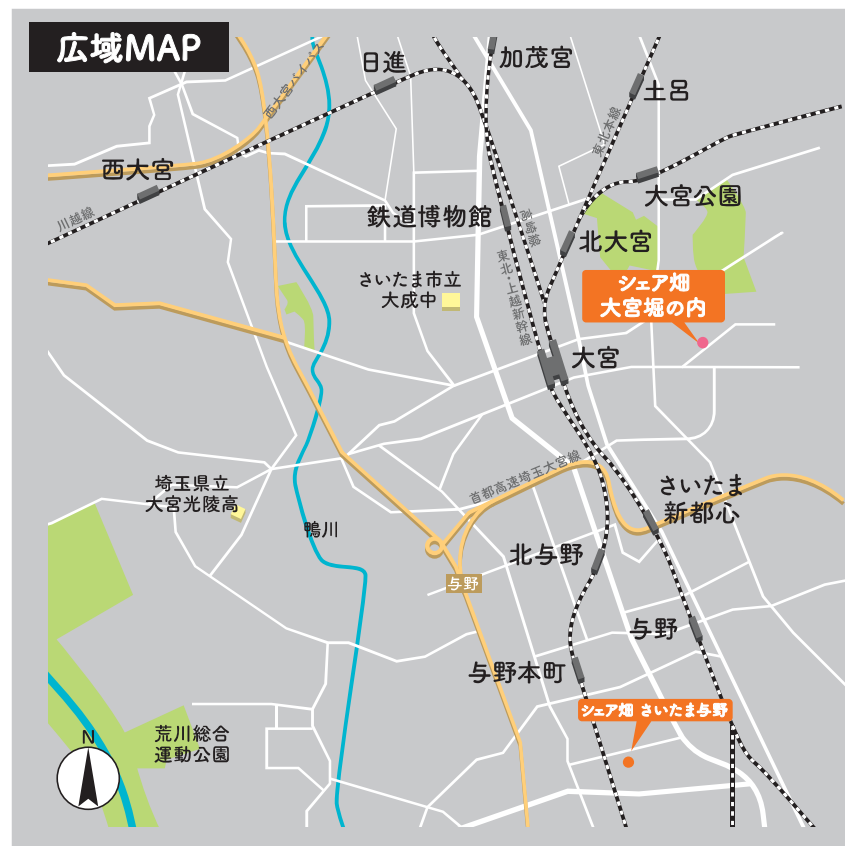 広域MAP
日進
加茂宮
西大宮バイパス
土呂
東北本線
西大宮
大宮公園
川越線
鉄道博物館
高崎線
北大宮
東北・上越新幹線
さいたま市立
大成中
シェア畑
大宮堀の内
大宮
首都高速埼玉大宮線
さいたま
新都心
埼玉県立
大宮光陵高
鴨川
北与野
与野
与野
与野本町
シェア畑 さいたま与野
荒川総合
運動公園
N